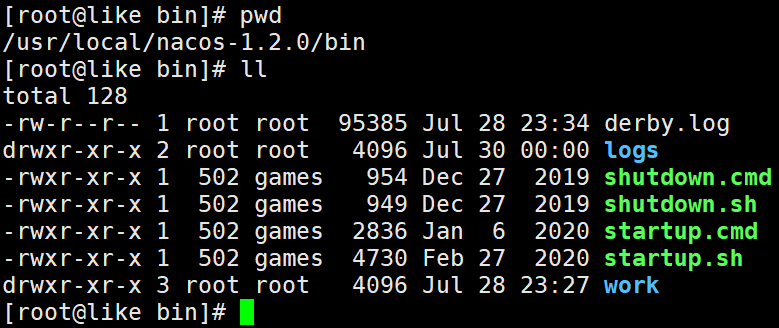 [root@like bin]# pwd
/usr/local/nacos-1.2.0/bin
[root@like bin]# ll
total 128
-rw-r--r-- 1 root root  95385 Jul 28 23:34 derby.log
drwxr-xr-x 2 root root   4096 Jul 30 00:00 logs
-rwxr-xr-x 1  502 games   954 Dec 27  2019 shutdown.cmd
-rwxr-xr-x 1  502 games   949 Dec 27  2019 shutdown.sh
-rwxr-xr-x 1  502 games  2836 Jan  6  2020 startup.cmd
-rwxr-xr-x 1  502 games  4730 Feb 27  2020 startup.sh
drwxr-xr-x 3 root root   4096 Jul 28 23:27 work
[root@like bin]#